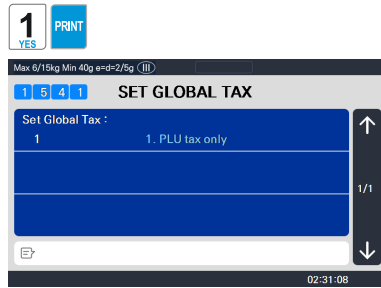 1
YES
PRINT
Max 6/15kg Min 40g e=d=2/5g III
1 5 4 1 SET GLOBAL TAX
Set Global Tax :
1 1. PLU tax only
1/1
02:31:08